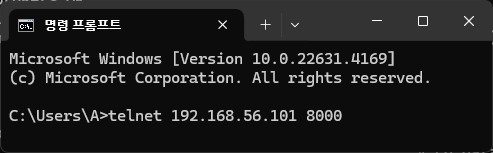 명령 프롬프트
Microsoft Windows [Version 10.0.22631.4169]
(c) Microsoft Corporation. All rights reserved.
C:\Users\A>telnet 192.168.56.101 8000